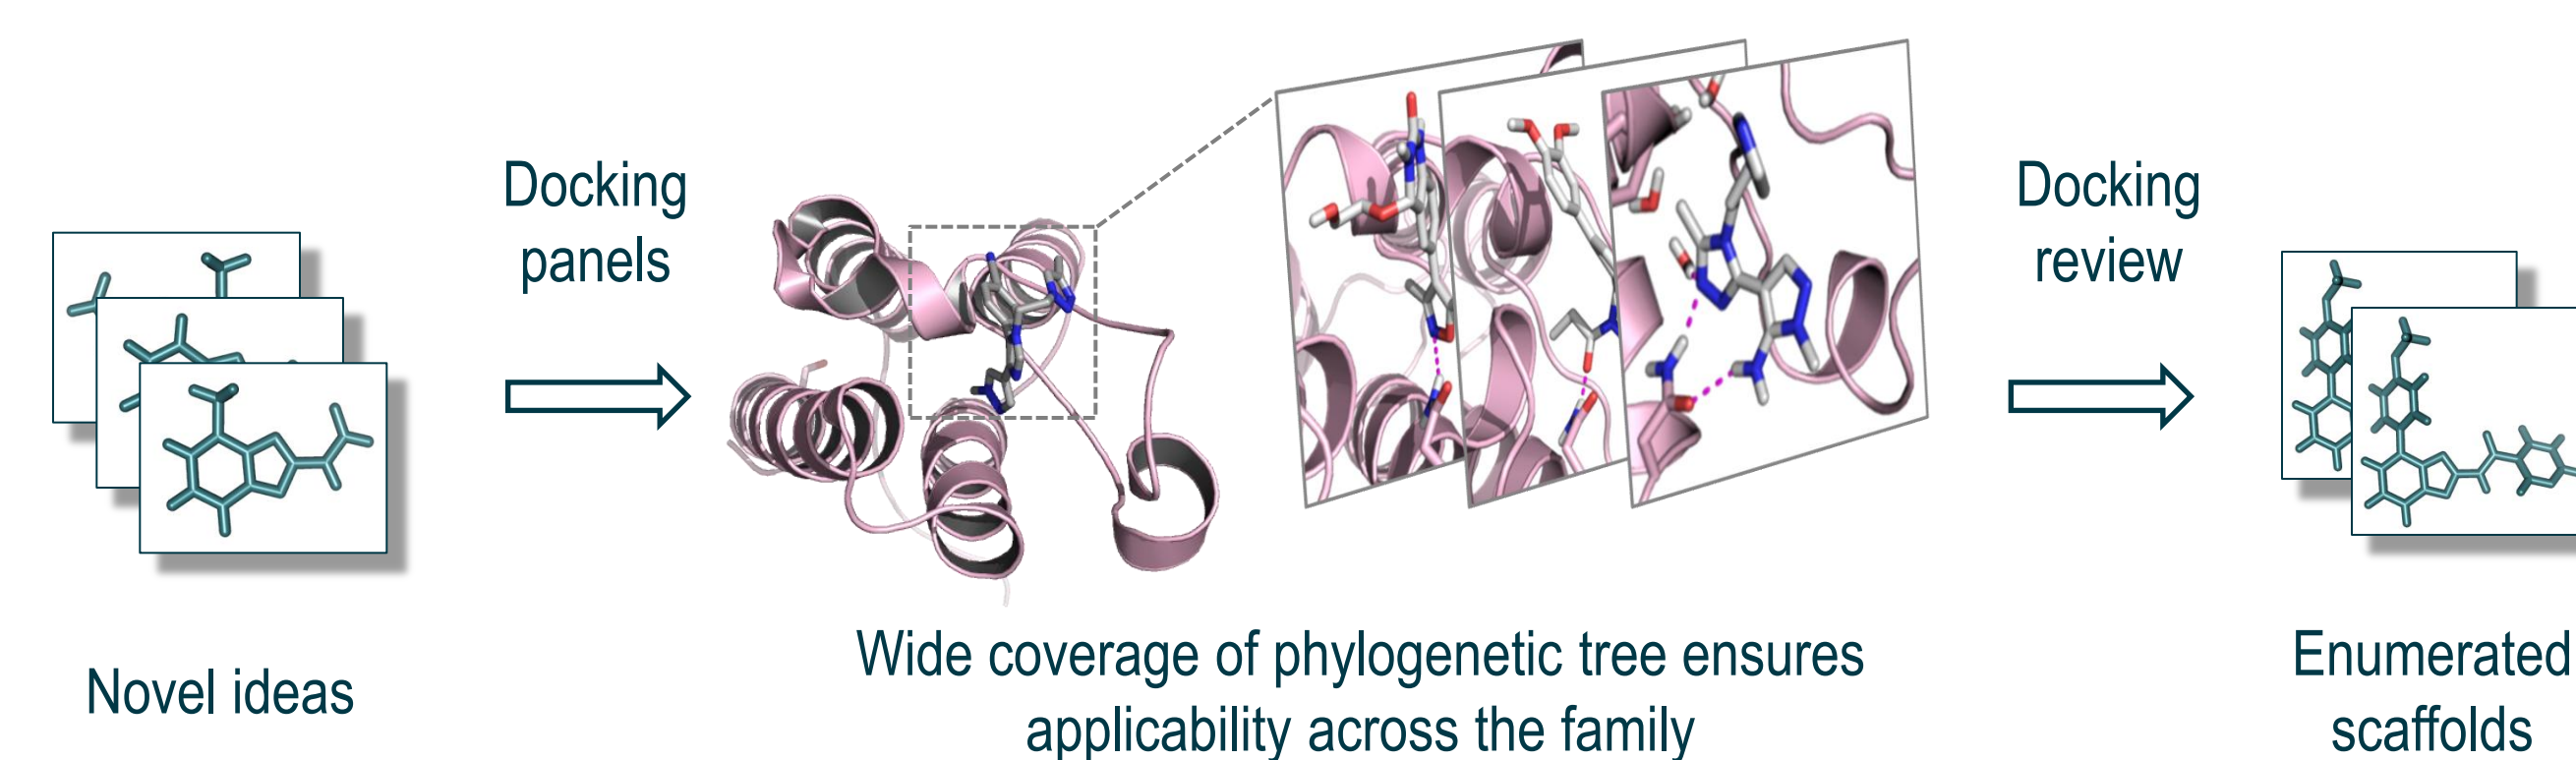 Docking
panels
Docking
review
Novel ideas
Wide coverage of phylogenetic tree ensures
applicability across the family
Enumerated
scaffolds